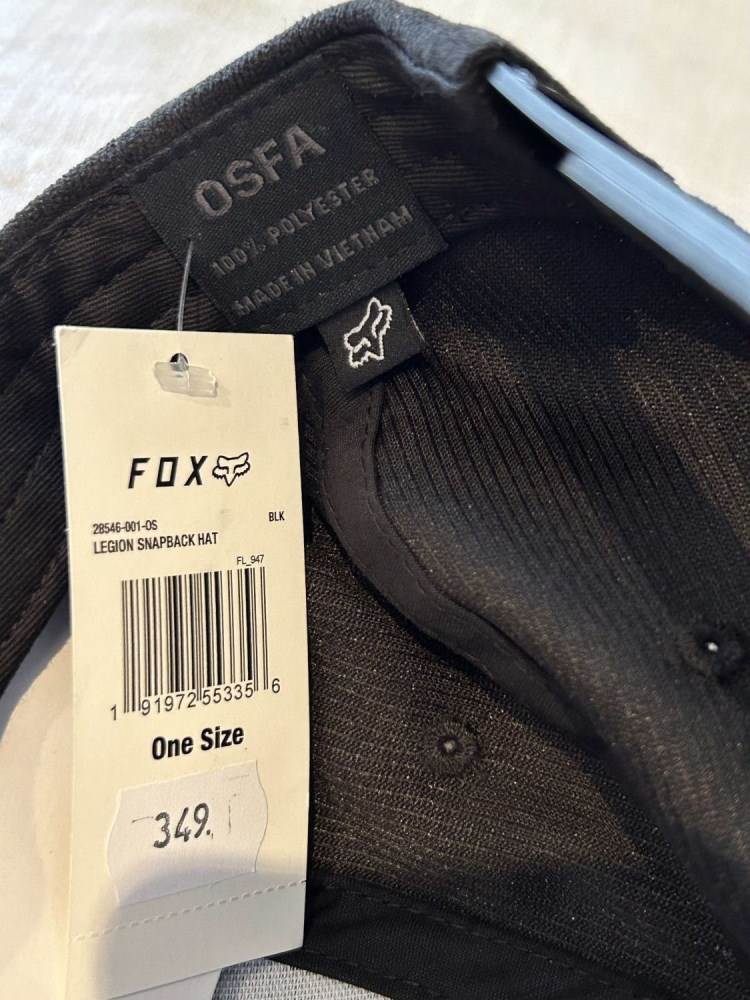 OSFA
100% POLYESTER
MADE IN VIETNAM
FOX
28546-001-OS BLK
LEGION SNAPBACK HAT
FL_947
1 91972 55335 6
One Size
349.